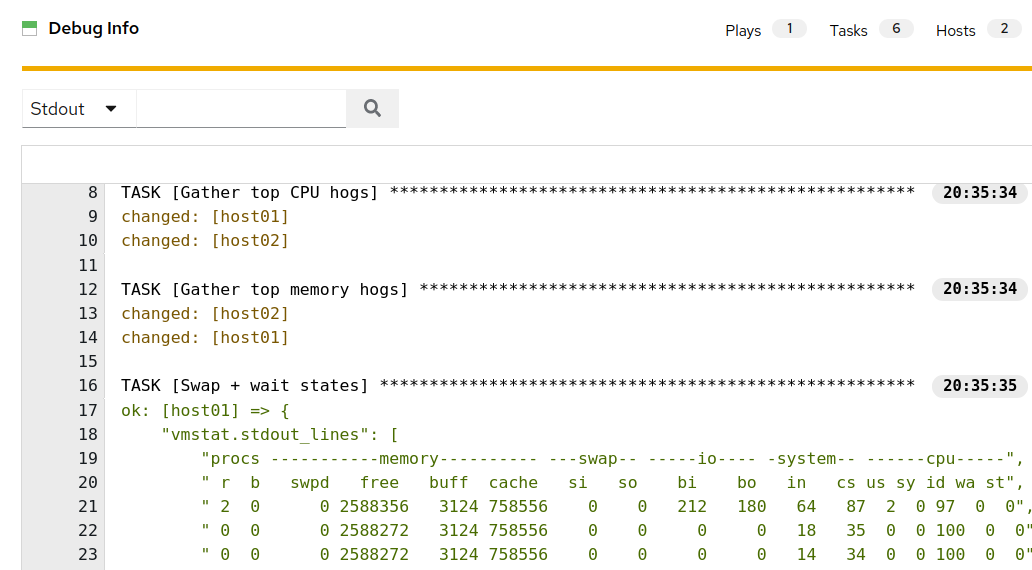 Debug Info
Plays 1 Tasks 6 Hosts 2
Stdout
8 TASK [Gather top CPU hogs] ***************************************************** 20:35:34
9 changed: [host01]
10 changed: [host02]
11
12 TASK [Gather top memory hogs] ************************************************** 20:35:34
13 changed: [host02]
14 changed: [host01]
15
16 TASK [Swap + wait states] ****************************************************** 20:35:35
17 ok: [host01] => {
18     "vmstat.stdout_lines": [
19         "procs -----------memory---------- ---swap-- -----io---- -system-- ------cpu-----",
20         " r  b   swpd   free   buff  cache   si   so    bi    bo   in   cs us sy id wa st",
21         " 2  0      0 2588356   3124 758556    0    0   212   180   64   87  2  0 97  0  0",
22         " 0  0      0 2588272   3124 758556    0    0     0     0   18   35  0  0 100  0  0"
23         " 0  0      0 2588272   3124 758556    0    0     0     0   14   34  0  0 100  0  0"